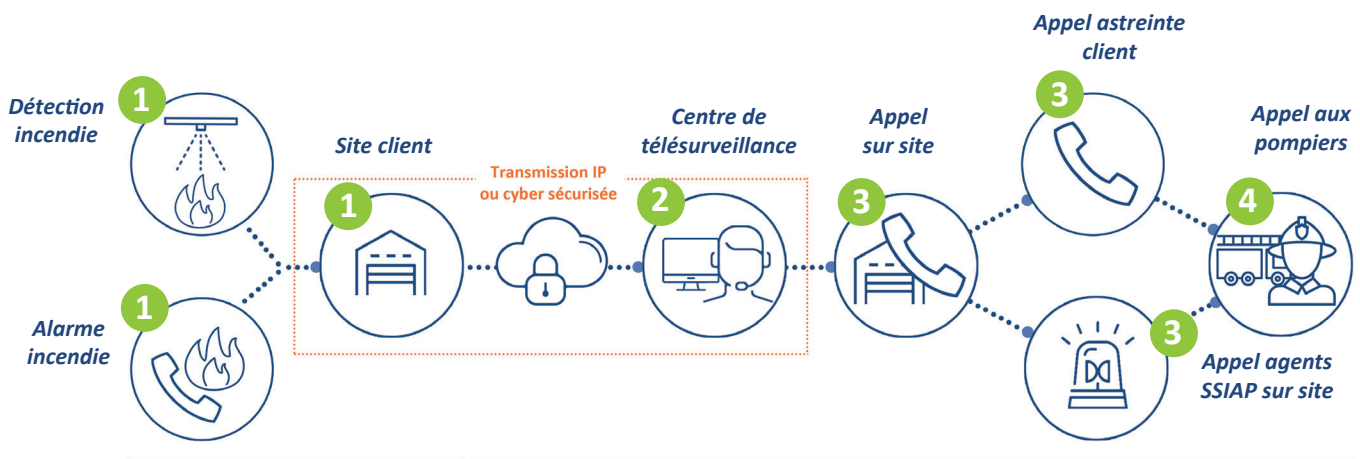 1
Détection
incendie
1
Alarme
incendie
Site client
1
Transmission IP
ou cyber sécurisée
Centre de
télésurveillance
2
Appel
sur site
3
Appel astreinte
client
3
3
Appel agents
SSIAP sur site
Appel aux
pompiers
4